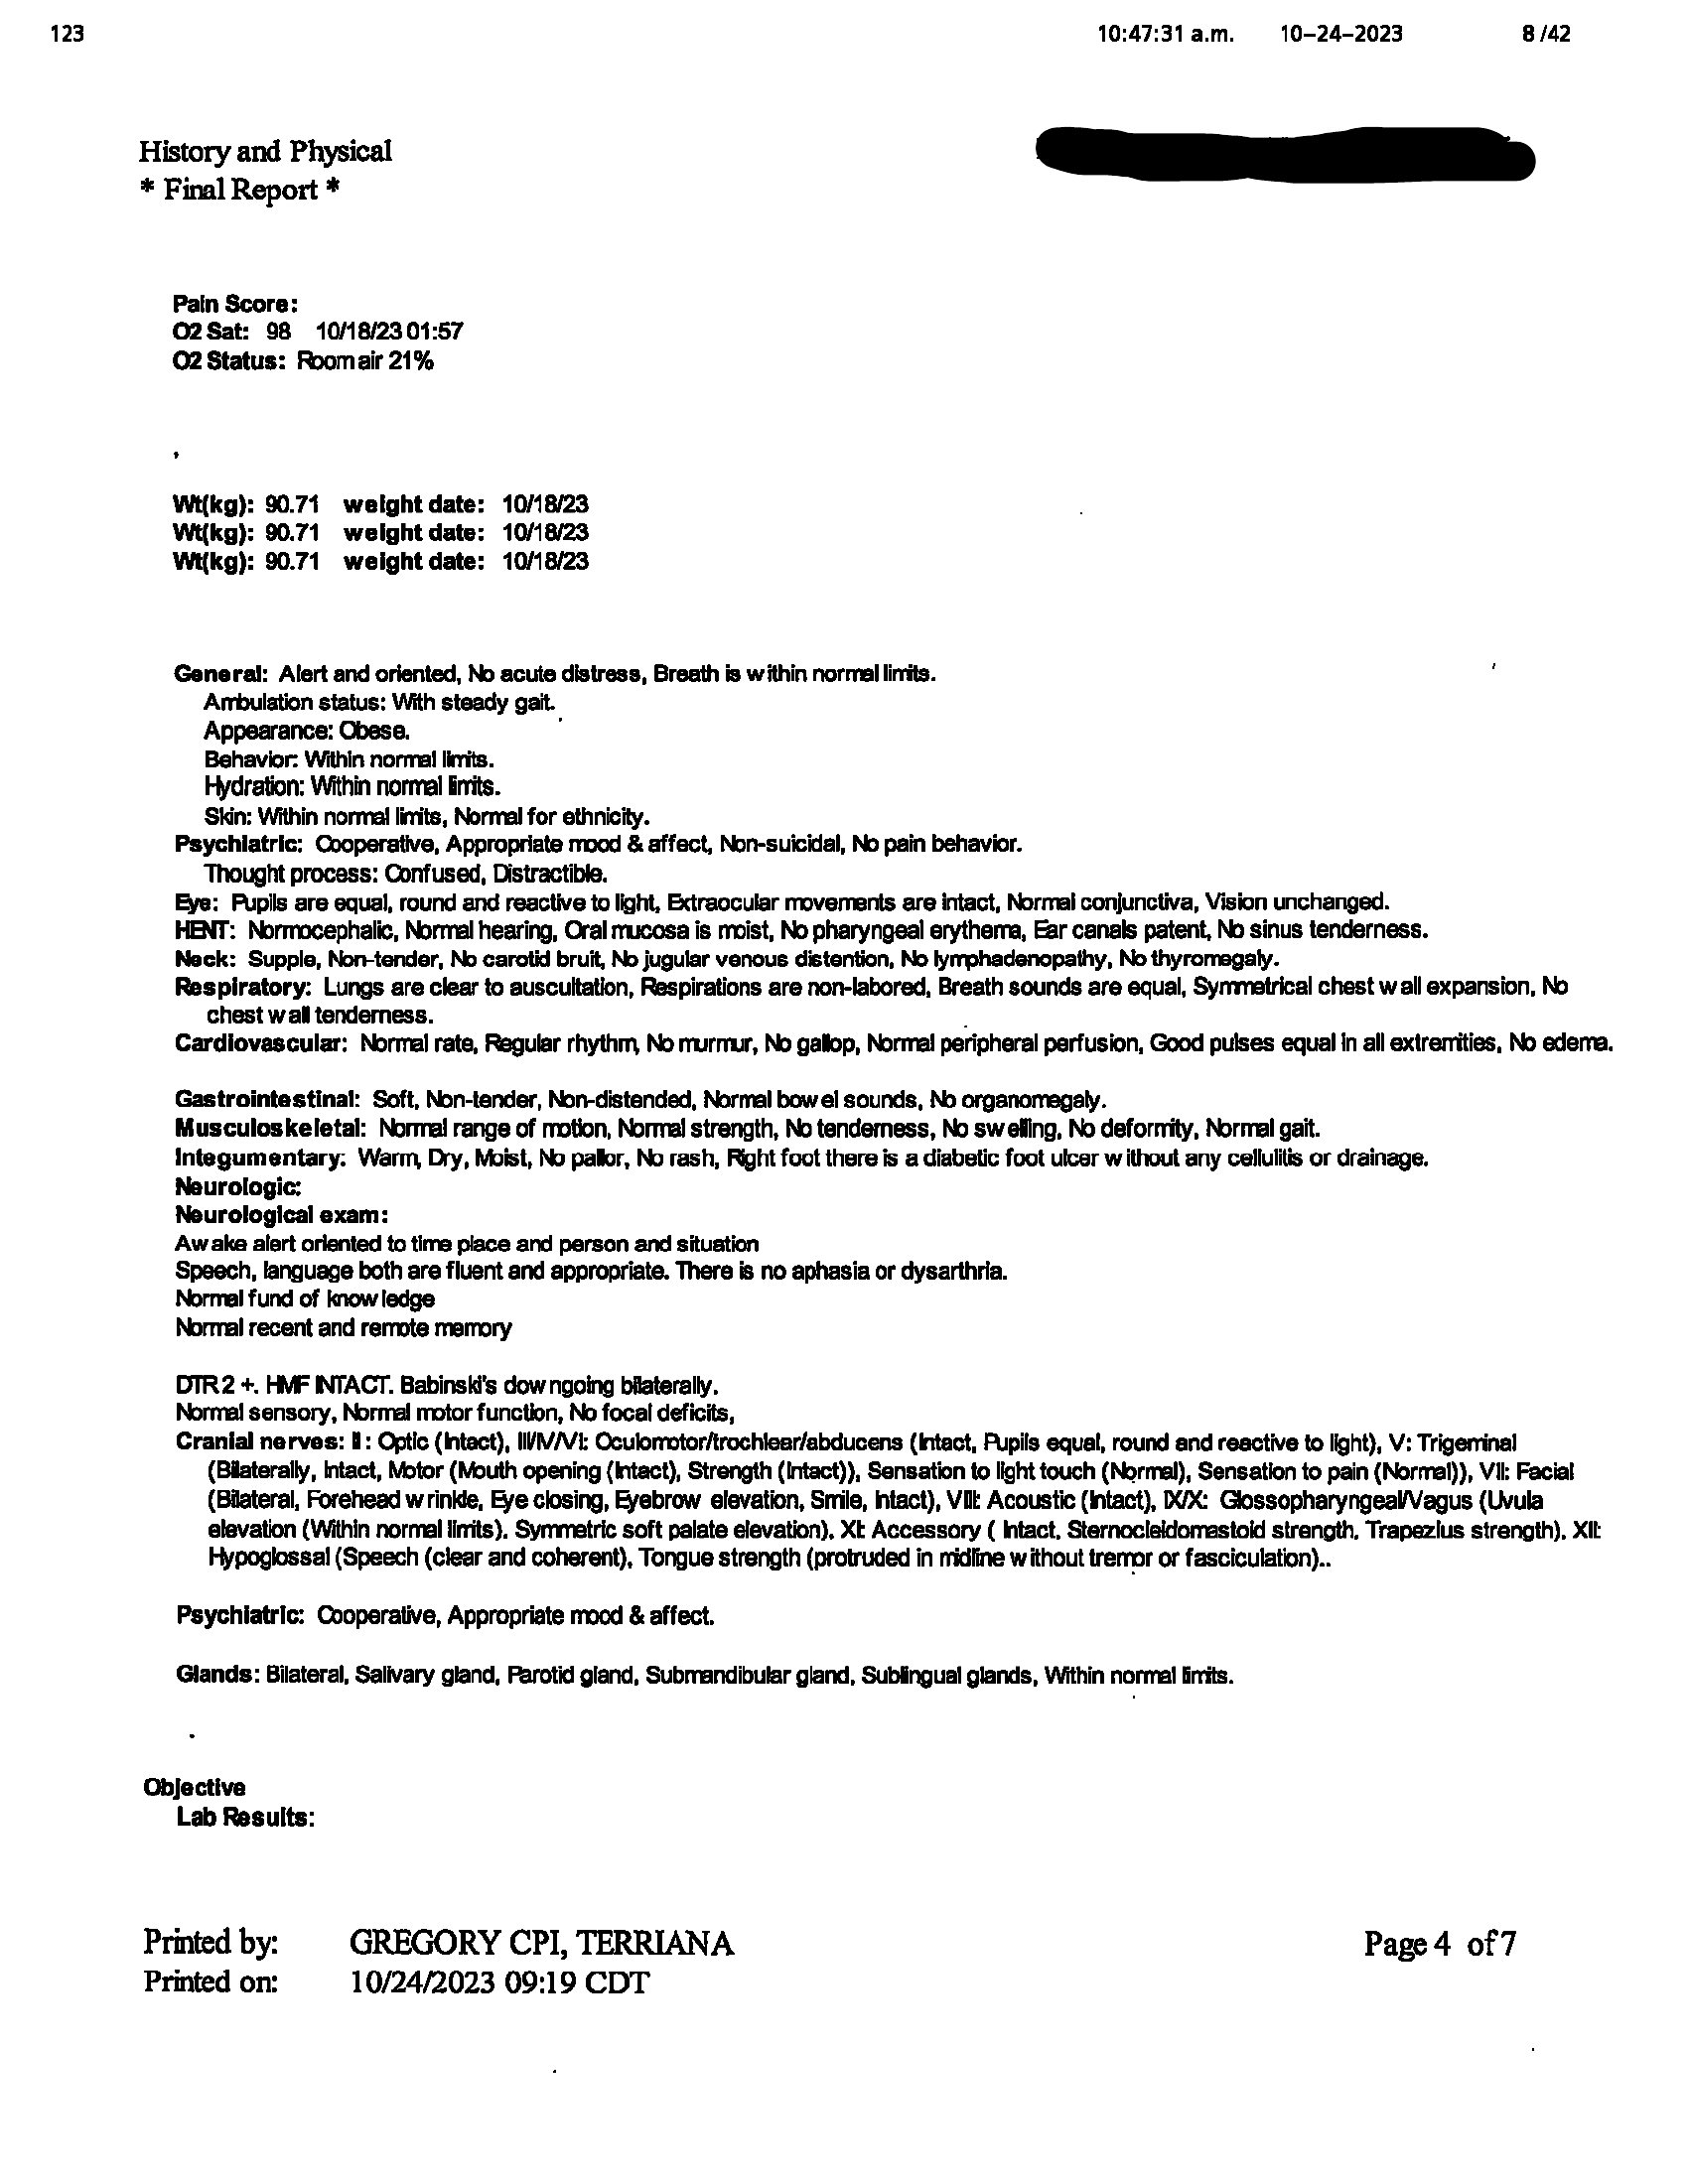 123 10:47:31 a.m. 10-24-2023 8/42
History and Physical
* Final Report *
Pain Score:
O2 Sat: 98 10/18/23 01:57
O2 Status: Room air 21%
Wt(kg): 90.71 weight date: 10/18/23
Wt(kg): 90.71 weight date: 10/18/23
Wt(kg): 90.71 weight date: 10/18/23
General: Alert and oriented, No acute distress, Breath is within normal limits.
Ambulation status: With steady gait.
Appearance: Obese.
Behavior: Within normal limits.
Hydration: Within normal limits.
Skin: Within normal limits, Normal for ethnicity.
Psychiatric: Cooperative, Appropriate mood & affect, Non-suicidal, No pain behavior.
Thought process: Confused, Distractible.
Eye: Pupils are equal, round and reactive to light, Extraocular movements are intact, Normal conjunctiva, Vision unchanged.
HENT: Normocephalic, Normal hearing, Oral mucosa is moist, No pharyngeal erythema, Ear canals patent, No sinus tenderness.
Neck: Supple, Non-tender, No carotid bruit, No jugular venous distention, No lymphadenopathy, No thyromegaly.
Respiratory: Lungs are clear to auscultation, Respirations are non-labored, Breath sounds are equal, Symmetrical chest wall expansion, No
chest wall tenderness.
Cardiovascular: Normal rate, Regular rhythm, No murmur, No gallop, Normal peripheral perfusion, Good pulses equal in all extremities, No edema.
Gastrointestinal: Soft, Non-tender, Non-distended, Normal bowel sounds, No organomegaly.
Musculoskeletal: Normal range of motion, Normal strength, No tenderness, No swelling, No deformity, Normal gait.
Integumentary: Warm, Dry, Moist, No pallor, No rash, Right foot there is a diabetic foot ulcer without any cellulitis or drainage.
Neurologic:
Neurological exam:
Awake alert oriented to time place and person and situation
Speech, language both are fluent and appropriate. There is no aphasia or dysarthria.
Normal fund of knowledge
Normal recent and remote memory
DTR 2 +. HMF INTACT. Babinski's downgoing bilaterally.
Normal sensory, Normal motor function, No focal deficits,
Cranial nerves: II : Optic (Intact), III/IV/VI: Oculomotor/trochlear/abducens (Intact, Pupils equal, round and reactive to light), V: Trigeminal
(Bilaterally, Intact, Motor (Mouth opening (Intact), Strength (Intact)), Sensation to light touch (Normal), Sensation to pain (Normal)), VII: Facial
(Bilateral, Forehead wrinkle, Eye closing, Eyebrow elevation, Smile, Intact), VIII: Acoustic (Intact), IX/X: Glossopharyngeal/Vagus (Uvula
elevation (Within normal limits), Symmetric soft palate elevation), XI: Accessory ( Intact, Sternocleidomastoid strength, Trapezius strength), XII:
Hypoglossal (Speech (clear and coherent), Tongue strength (protruded in midline without tremor or fasciculation)..
Psychiatric: Cooperative, Appropriate mood & affect.
Glands: Bilateral, Salivary gland, Parotid gland, Submandibular gland, Sublingual glands, Within normal limits.
Objective
Lab Results:
Printed by: GREGORY CPI, TERRIANA Page 4 of 7
Printed on: 10/24/2023 09:19 CDT